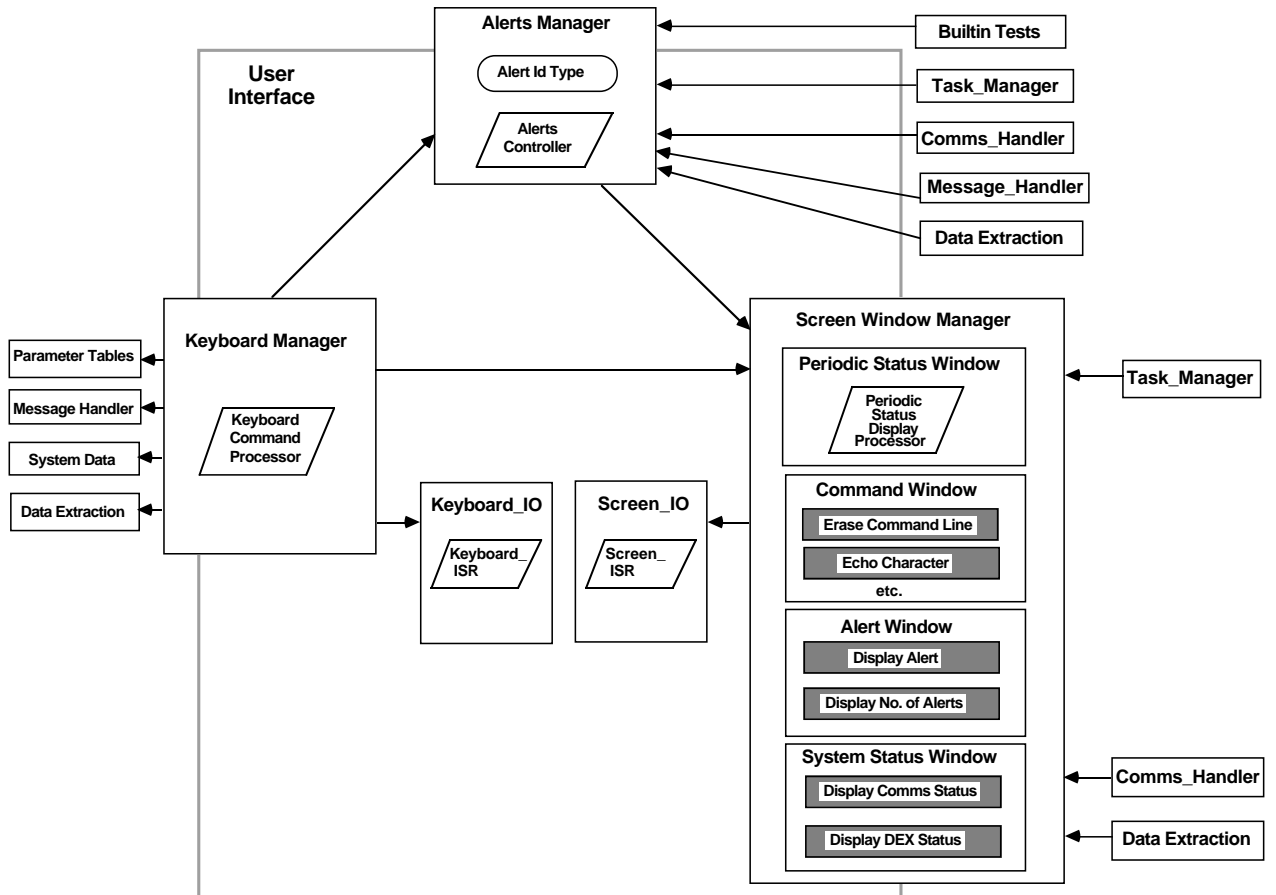 Alerts Manager
Alert Id Type
Alerts
Controller
User
Interface
Builtin Tests
Task_Manager
Comms_Handler
Message_Handler
Data Extraction
Keyboard Manager
Keyboard
Command
Processor
Parameter Tables
Message Handler
System Data
Data Extraction
Keyboard_IO
Keyboard_
ISR
Screen_IO
Screen_
ISR
Screen Window Manager
Periodic Status Window
Periodic
Status
Display
Processor
Command Window
Erase Command Line
Echo Character
etc.
Alert Window
Display Alert
Display No. of Alerts
System Status Window
Display Comms Status
Display DEX Status
Task_Manager
Comms_Handler
Data Extraction